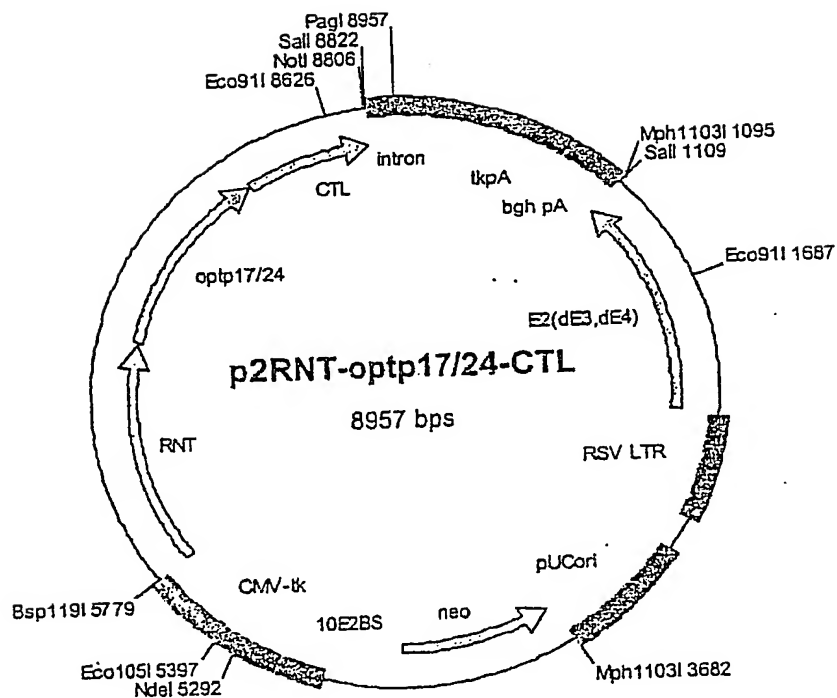 PagI 8957
SalI 8822
NotI 8806
Eco91I 8626
Mph1103I 1095
SalI 1109
intron
tkpA
CTL
bgh pA
Eco91I 1687
optp17/24
E2(dE3,dE4)
p2RNT-optp17/24-CTL
8957 bps
RNT
RSV LTR
pUCori
CMV-tk
10E2BS
neo
Bsp119I 5779
Eco105I 5397
NdeI 5292
Mph1103I 3682